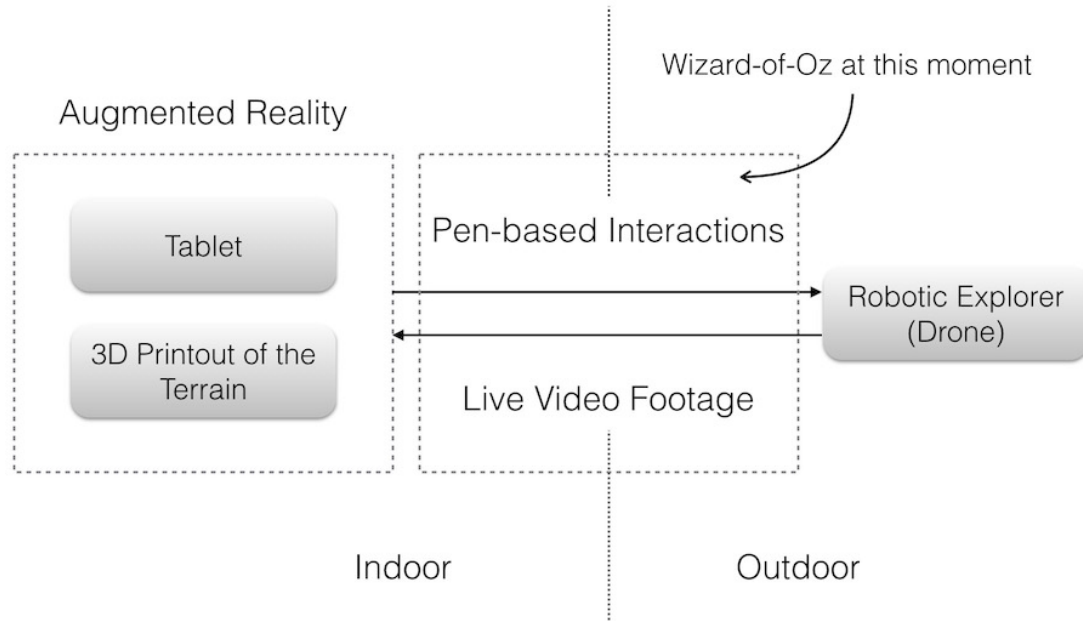 Wizard-of-Oz at this moment
Augmented Reality
Tablet
3D Printout of the
Terrain
Pen-based Interactions
Live Video Footage
Robotic Explorer
(Drone)
Indoor
Outdoor